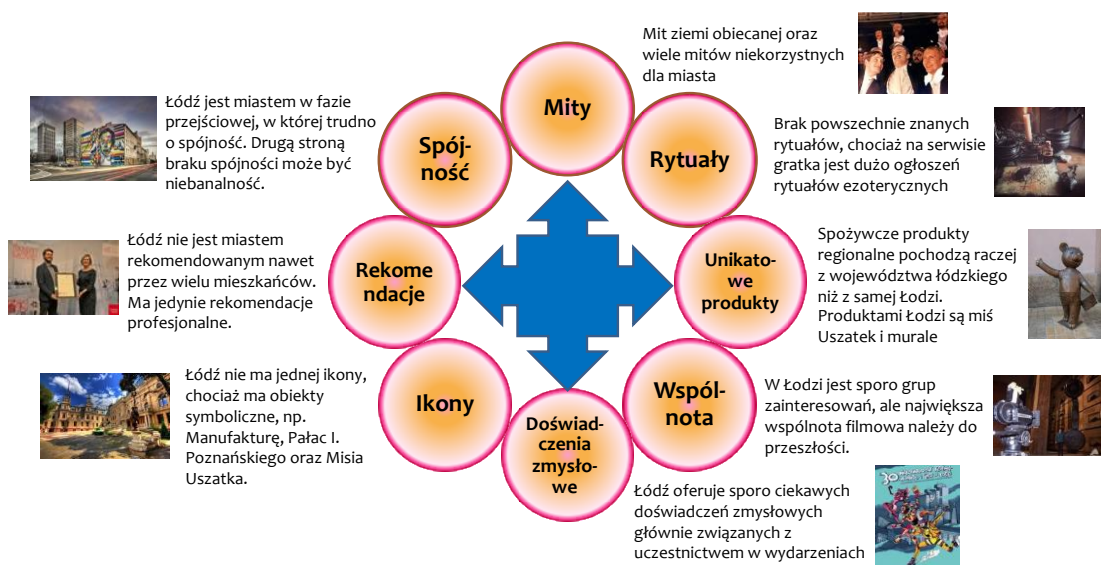 Mit ziemi obiecanej oraz
wiele mitów niekorzystnych
dla miasta
Mity
Łódź jest miastem w fazie
przejściowej, w której trudno
o spójność. Drugą stroną
braku spójności może być
niebanalność.
Spój-
ność
Rytuały
Brak powszechnie znanych
rytuałów, chociaż na serwisie
gratka jest dużo ogłoszeń
rytuałów ezoterycznych
Łódź nie jest miastem
rekomendowanym nawet
przez wielu mieszkańców.
Ma jedynie rekomendacje
profesjonalne.
Rekome
ndacje
Unikato-
we
produkty
Spożywcze produkty
regionalne pochodzą raczej
z województwa łódzkiego
niż z samej Łodzi.
Produktami Łodzi są miś
Uszatek i murale
Łódź nie ma jednej ikony,
chociaż ma obiekty
symboliczne, np.
Manufakturę, Pałac I.
Poznańskiego oraz Misia
Uszatka.
Ikony
Wspól-
nota
W Łodzi jest sporo grup
zainteresowań, ale największa
wspólnota filmowa należy do
przeszłości.
Doświad-
czenia
zmysło-
we
Łódź oferuje sporo ciekawych
doświadczeń zmysłowych
głównie związanych z
uczestnictwem w wydarzeniach
30